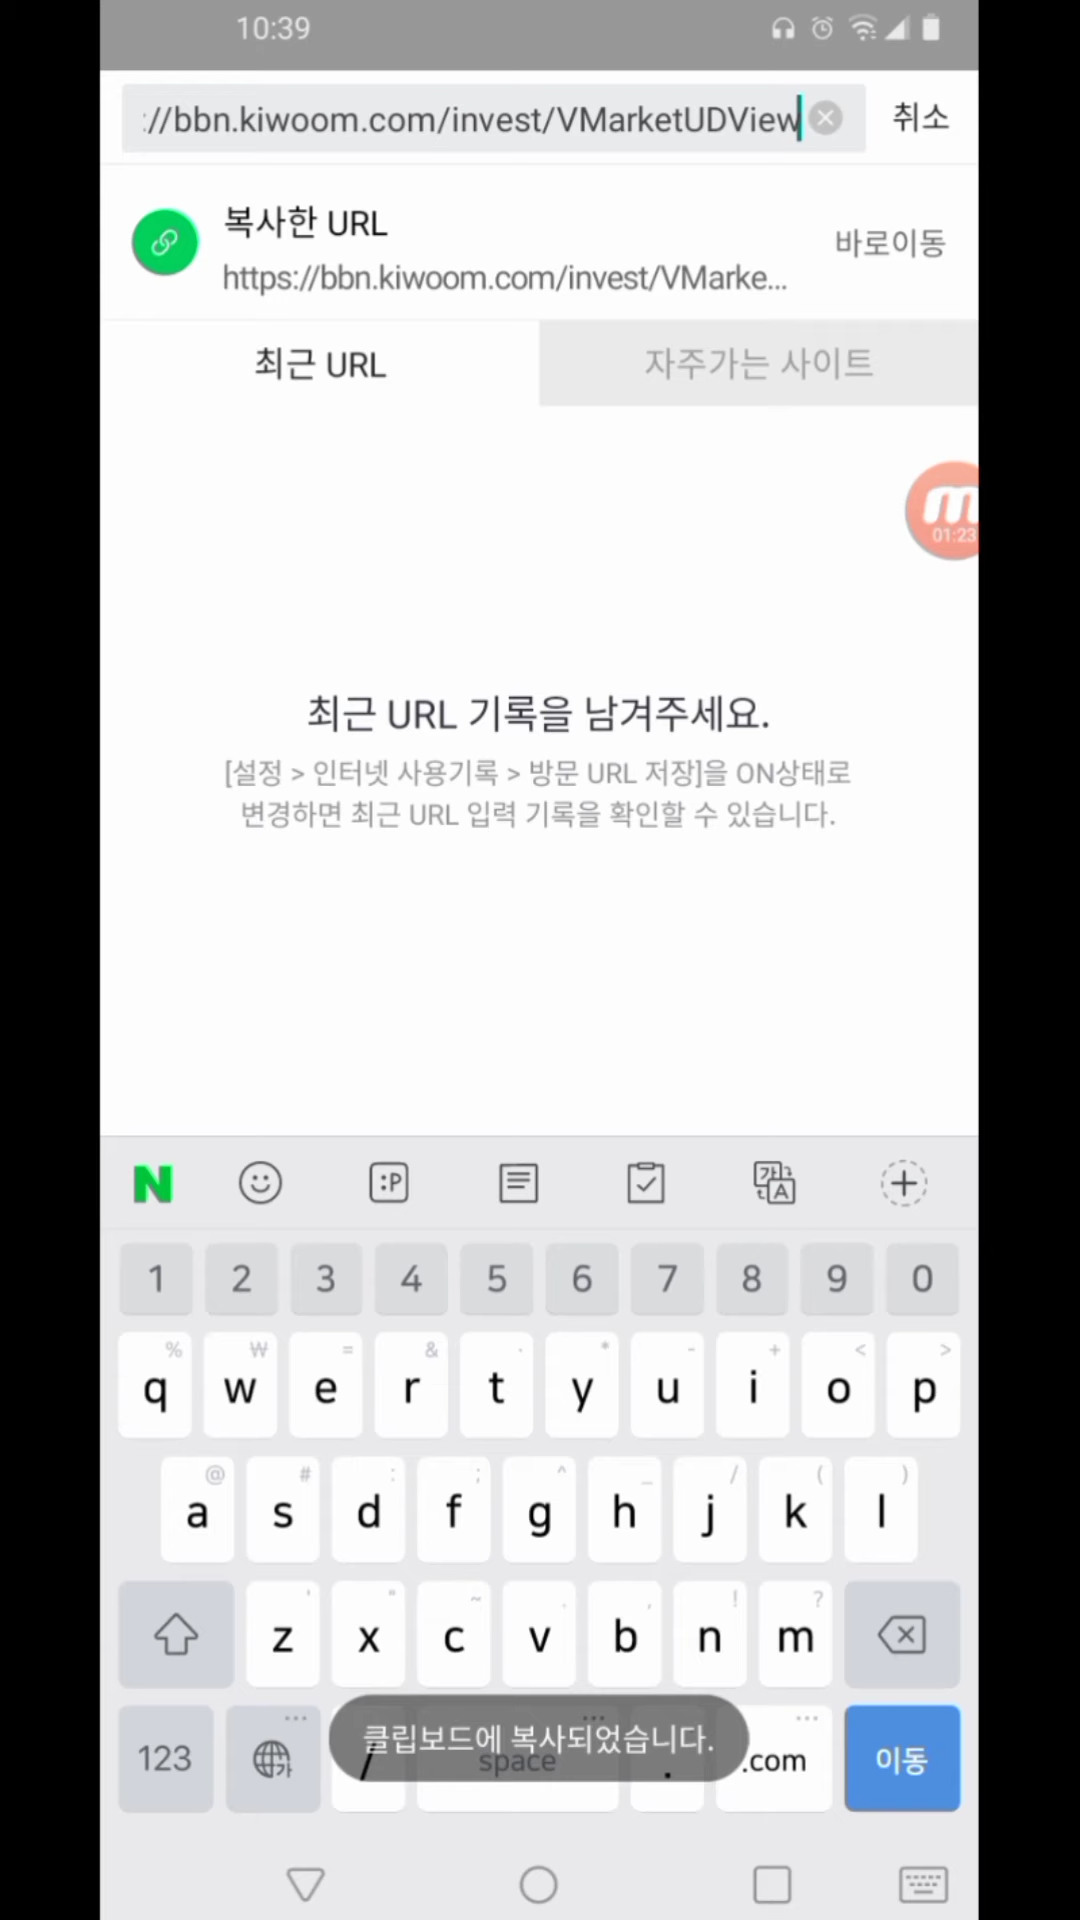 10:39
://bbn.kiwoom.com/invest/VMarketUDView
취소
복사한 URL
바로이동
https://bbn.kiwoom.com/invest/VMarke...
최근 URL
자주가는 사이트
m
01:23
최근 URL 기록을 남겨주세요.
[설정 > 인터넷 사용기록 > 방문 URL 저장]을 ON상태로
변경하면 최근 URL 입력 기록을 확인할 수 있습니다.
N :P 가 A +
1 2 3 4 5 6 7 8 9 0
% ₩ = & · * - + < >
q w e r t y u i o p
@ # : ; ^ _ / ( )
a s d f g h j k l
' " ~ . , ! ?
z x c v b n m
클립보드에 복사되었습니다.
123 가 / space . .com 이동